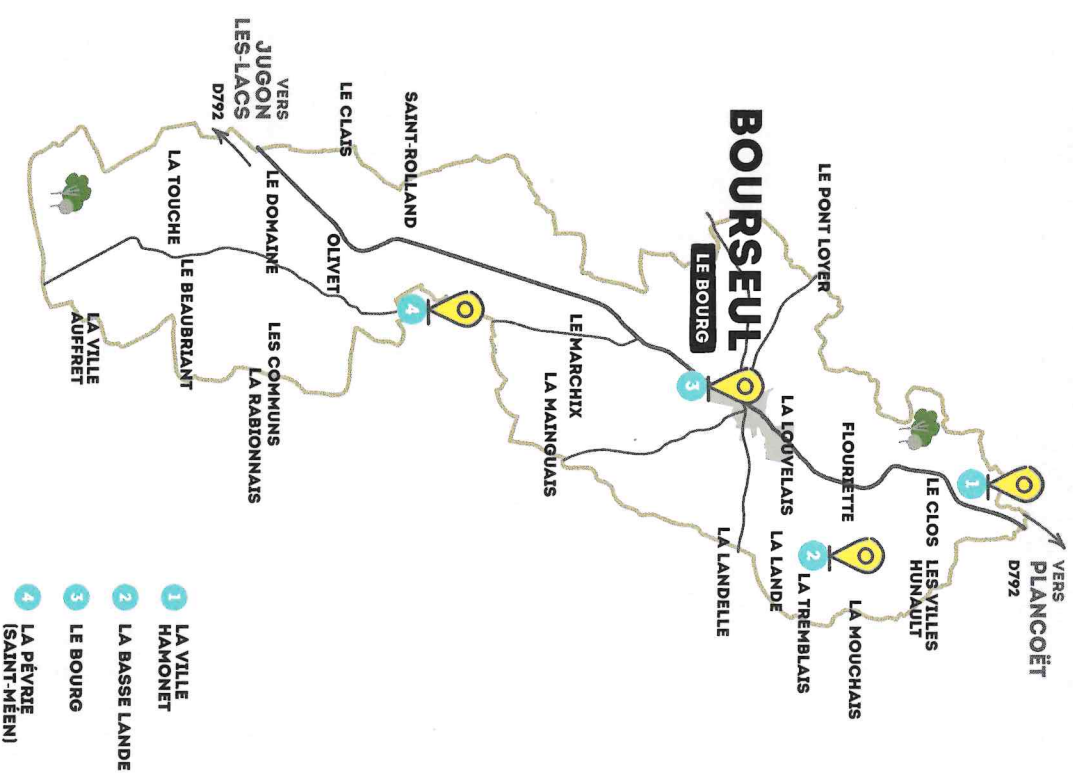 VERS
PLANCOËT
D792
1
LE CLOS
LES VILLES
HUNAULT
LA MOUCHAIS
FLOURIETTE
2
LA TREMBLAIS
LE PONT LOYER
LA LOUVELAIS
LA LANDE
BOURSEUL
LE BOURG
3
LA LANDELLE
LEMARCHIX
LA MAINGUAIS
SAINT-ROLLAND
4
LE CLAIS
OLIVET
VERS
JUGON
LES-LACS
D792
LE DOMAINE
LES COMMUNS
LA RABIONNAIS
LA TOUCHE
LE BEAUBRIANT
LA VILLE
AUFFRET
1 LA VILLE
HAMONET
2 LA BASSE LANDE
3 LE BOURG
4 LA PÉVRIE
(SAINT-MÉEN)